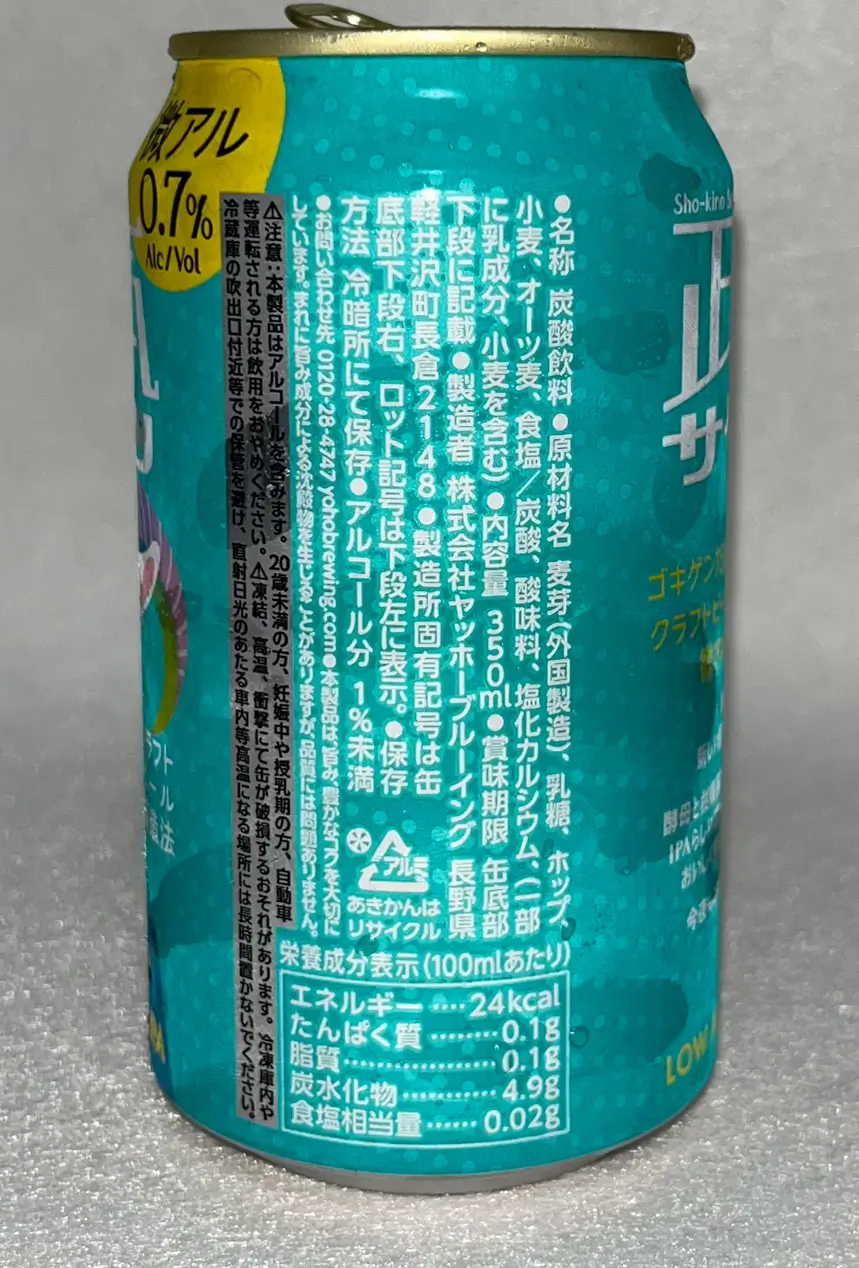 微アル
0.7%
Alc/Vol
●名称 炭酸飲料●原材料名 麦芽(外国製造)、乳糖、ホップ、
小麦、オーツ麦、食塩/炭酸、酸味料、塩化カルシウム、(一部
に乳成分、小麦を含む)●内容量 350ml●賞味期限 缶底部
下段に記載●製造者 株式会社ヤッホーブルーイング 長野県
軽井沢町長倉2148●製造所固有記号は缶
底部下段右、ロット記号は下段左に表示。●保存
方法 冷暗所にて保存●アルコール分 1%未満
●お問い合わせ先 0120-28-4747 yohobrewing.com●本製品は、旨み、豊かなコクを大切に
しています。まれに旨み成分による沈殿物を生じることがありますが、品質には問題ありません。
⚠注意:本製品はアルコールを含みます。20歳未満の方、妊娠中や授乳期の方、自動車
等運転される方は飲用をおやめください。⚠凍結、高温、衝撃にて缶が破損するおそれがあります。冷凍庫内や
冷蔵庫の吹出口付近等での保管を避け、直射日光のあたる車内等高温になる場所には長時間置かないでください。
アルミ
あきかんは
リサイクル
栄養成分表示(100mlあたり)
エネルギー……24kcal
たんぱく質……0.1g
脂質……0.1g
炭水化物……4.9g
食塩相当量……0.02g
Sho-kino
正
サ
ゴキゲン
クラフトビー
酵母と
IPAらし
おいし
LOW